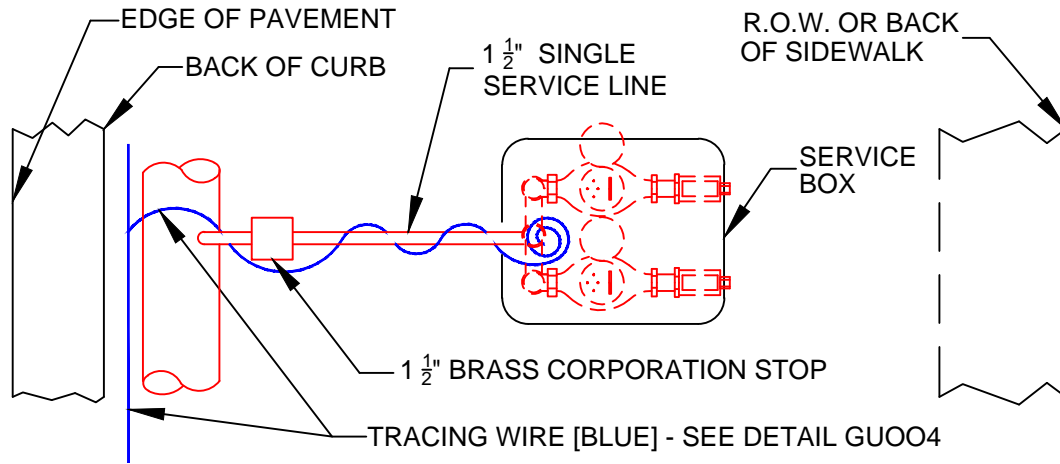 EDGE OF PAVEMENT
BACK OF CURB
1 1/2" SINGLE
SERVICE LINE
R.O.W. OR BACK
OF SIDEWALK
SERVICE
BOX
1 1/2" BRASS CORPORATION STOP
TRACING WIRE [BLUE] - SEE DETAIL GUOO4